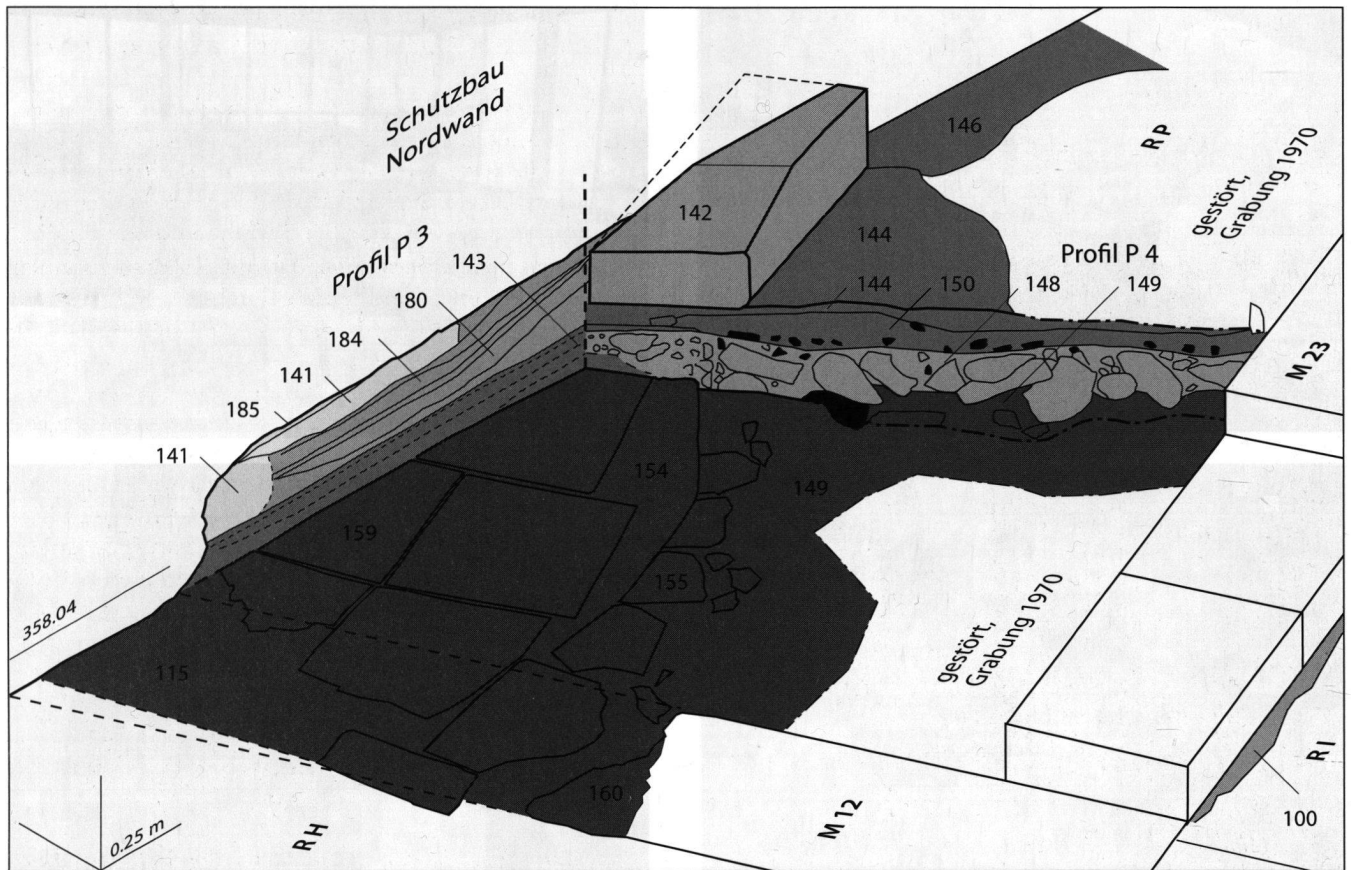 Schutzbau
Nordwand
146
R P
gestört,
Grabung 1970
142
Profil P 3
143
144
Profil P 4
180
144
150
148
149
184
M 23
141
185
141
154
149
159
155
358.04
gestört,
Grabung 1970
115
R I
160
M 12
100
0.25 m
R H